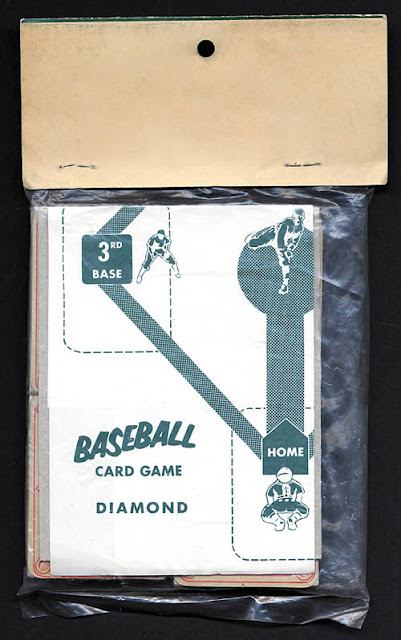 3RD
BASE
BASEBALL
CARD GAME
DIAMOND
HOME